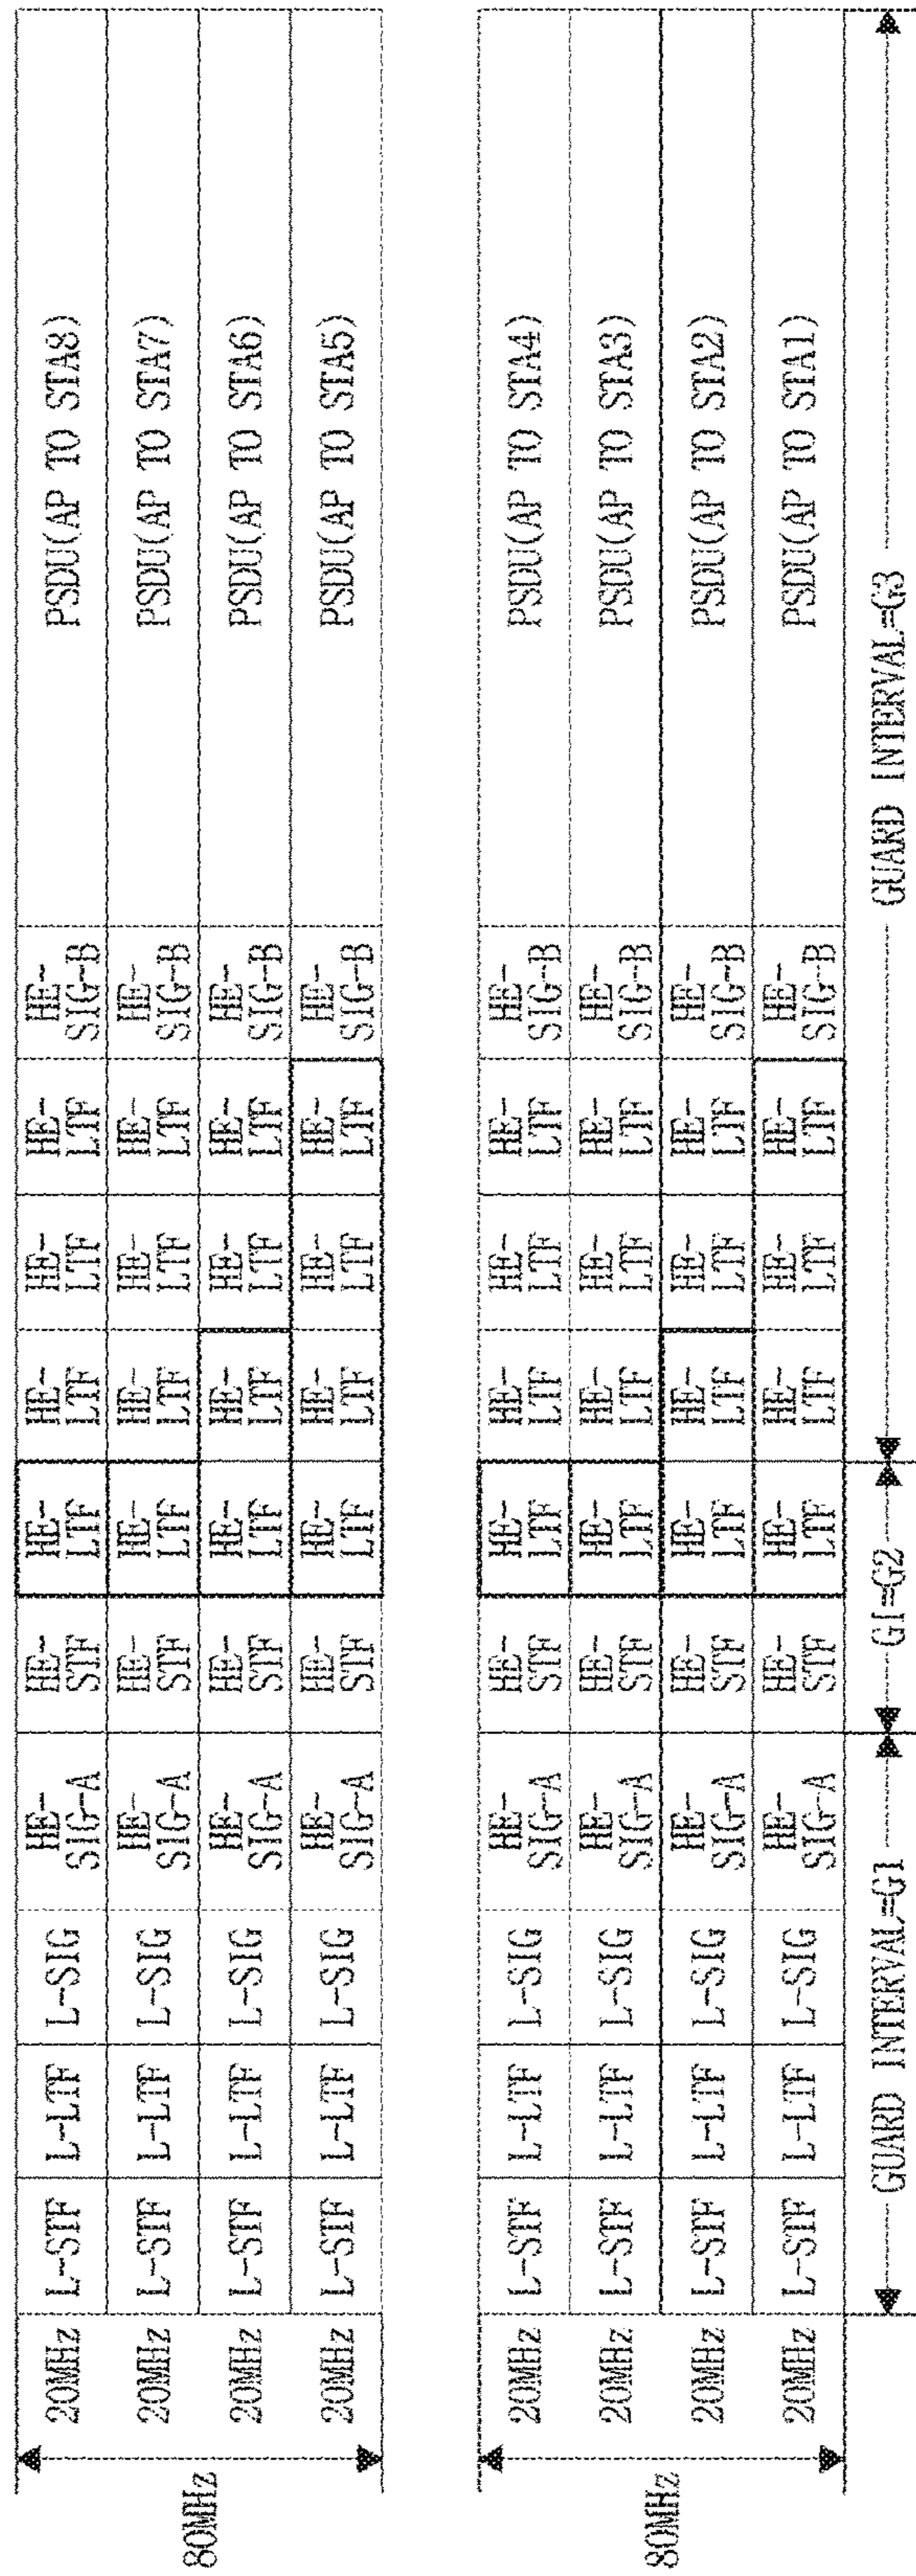 80MHz
20MHz L-STF L-LTF L-SIG HE-SIG-A HE-STF HE-LTF HE-LTF HE-LTF HE-LTF HE-SIG-B PSDU(AP TO STA8)
20MHz L-STF L-LTF L-SIG HE-SIG-A HE-STF HE-LTF HE-LTF HE-LTF HE-LTF HE-SIG-B PSDU(AP TO STA7)
20MHz L-STF L-LTF L-SIG HE-SIG-A HE-STF HE-LTF HE-LTF HE-LTF HE-LTF HE-SIG-B PSDU(AP TO STA6)
20MHz L-STF L-LTF L-SIG HE-SIG-A HE-STF HE-LTF HE-LTF HE-LTF HE-LTF HE-SIG-B PSDU(AP TO STA5)
80MHz
20MHz L-STF L-LTF L-SIG HE-SIG-A HE-STF HE-LTF HE-LTF HE-LTF HE-LTF HE-SIG-B PSDU(AP TO STA4)
20MHz L-STF L-LTF L-SIG HE-SIG-A HE-STF HE-LTF HE-LTF HE-LTF HE-LTF HE-SIG-B PSDU(AP TO STA3)
20MHz L-STF L-LTF L-SIG HE-SIG-A HE-STF HE-LTF HE-LTF HE-LTF HE-LTF HE-SIG-B PSDU(AP TO STA2)
20MHz L-STF L-LTF L-SIG HE-SIG-A HE-STF HE-LTF HE-LTF HE-LTF HE-LTF HE-SIG-B PSDU(AP TO STA1)
GUARD INTERVAL=G1 GI=G2 GUARD INTERVAL=G3